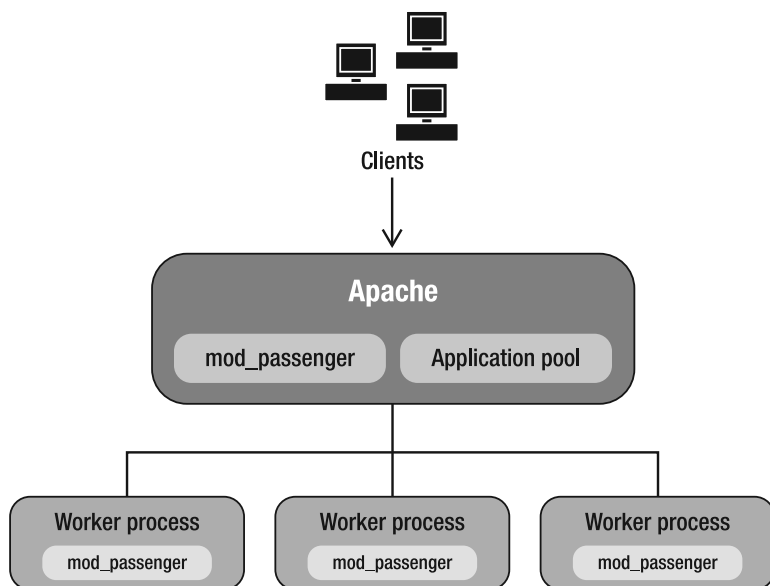 Clients
Apache
mod_passenger
Application pool
Worker process
Worker process
Worker process
mod_passenger
mod_passenger
mod_passenger